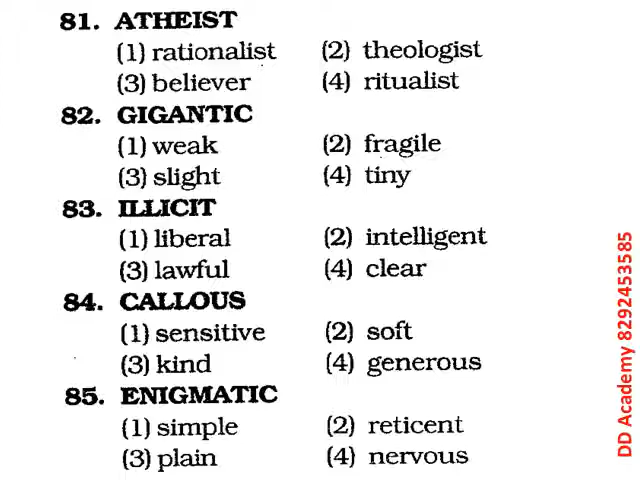 81. ATHEIST
(1) rationalist (2) theologist
(3) believer (4) ritualist
82. GIGANTIC
(1) weak (2) fragile
(3) slight (4) tiny
83. ILLICIT
(1) liberal (2) intelligent
(3) lawful (4) clear
84. CALLOUS
(1) sensitive (2) soft
(3) kind (4) generous
85. ENIGMATIC
(1) simple (2) reticent
(3) plain (4) nervous
DD Academy 8292453585